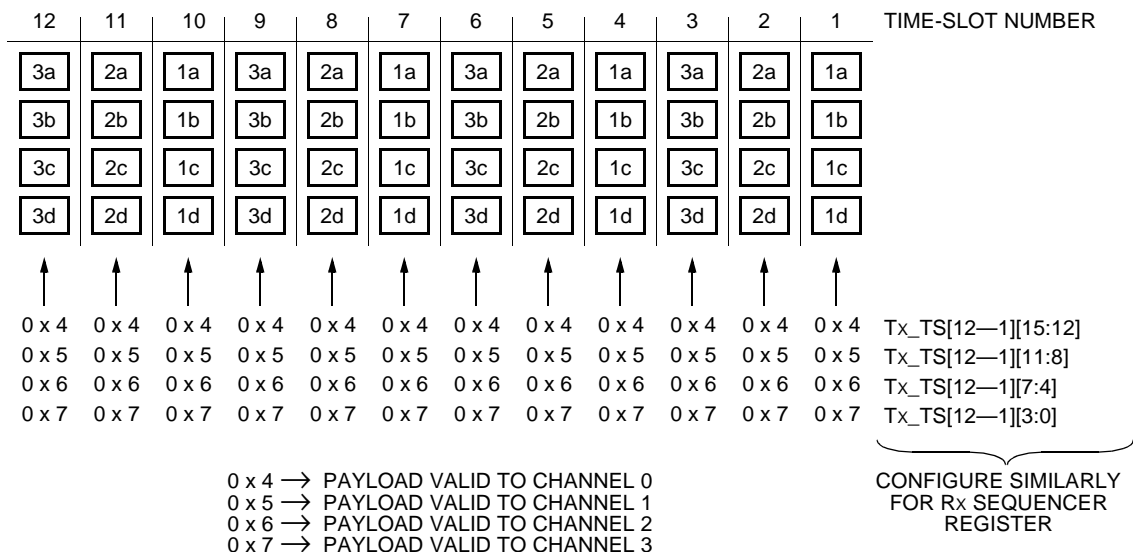 12 11 10 9 8 7 6 5 4 3 2 1 TIME-SLOT NUMBER
3a 2a 1a 3a 2a 1a 3a 2a 1a 3a 2a 1a
3b 2b 1b 3b 2b 1b 3b 2b 1b 3b 2b 1b
3c 2c 1c 3c 2c 1c 3c 2c 1c 3c 2c 1c
3d 2d 1d 3d 2d 1d 3d 2d 1d 3d 2d 1d
0 x 4 0 x 4 0 x 4 0 x 4 0 x 4 0 x 4 0 x 4 0 x 4 0 x 4 0 x 4 0 x 4 0 x 4 TX_TS[12—1][15:12]
0 x 5 0 x 5 0 x 5 0 x 5 0 x 5 0 x 5 0 x 5 0 x 5 0 x 5 0 x 5 0 x 5 0 x 5 TX_TS[12—1][11:8]
0 x 6 0 x 6 0 x 6 0 x 6 0 x 6 0 x 6 0 x 6 0 x 6 0 x 6 0 x 6 0 x 6 0 x 6 TX_TS[12—1][7:4]
0 x 7 0 x 7 0 x 7 0 x 7 0 x 7 0 x 7 0 x 7 0 x 7 0 x 7 0 x 7 0 x 7 0 x 7 TX_TS[12—1][3:0]
0 x 4 → PAYLOAD VALID TO CHANNEL 0
0 x 5 → PAYLOAD VALID TO CHANNEL 1
0 x 6 → PAYLOAD VALID TO CHANNEL 2
0 x 7 → PAYLOAD VALID TO CHANNEL 3
CONFIGURE SIMILARLY
FOR RX SEQUENCER
REGISTER